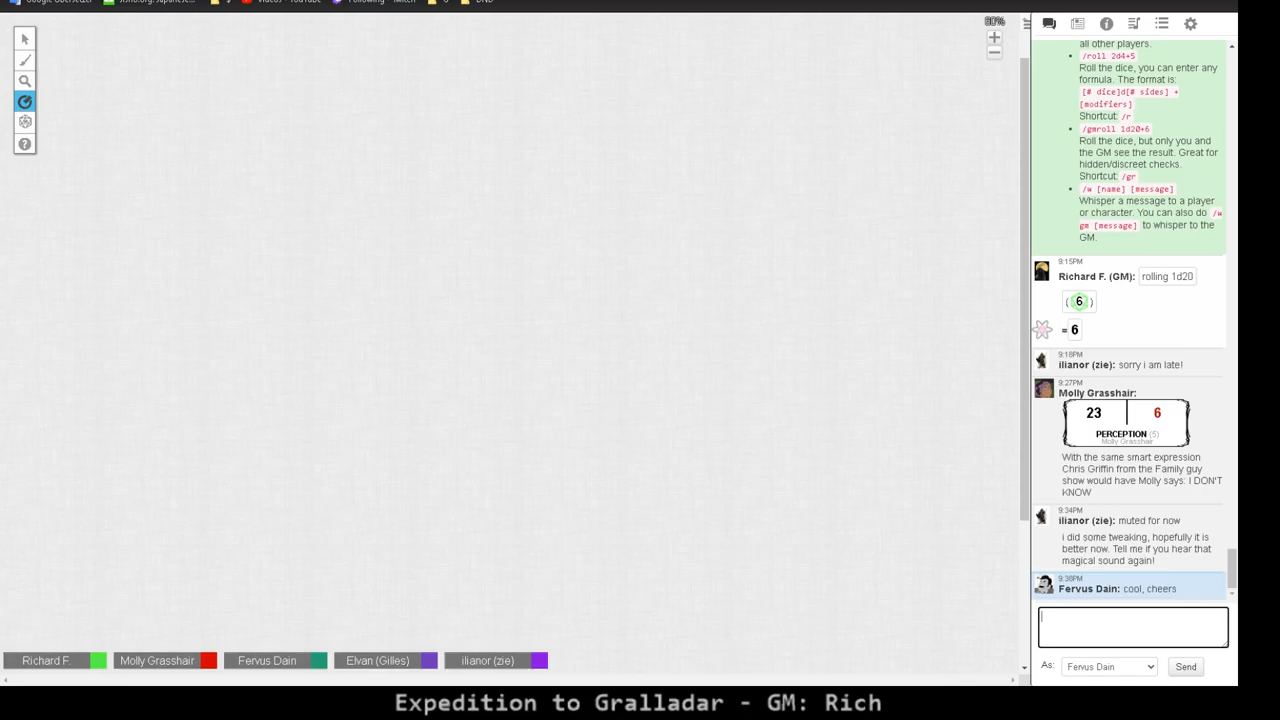 Videos - YouTube
Following - Twitch
DND
80%
all other players.
/roll 2d4+5
Roll the dice, you can enter any
formula. The format is:
[# dice]d[# sides] +
[modifiers]
Shortcut: /r
/gmroll 1d20+6
Roll the dice, but only you and
the GM see the result. Great for
hidden/discreet checks.
Shortcut: /gr
/w [name] [message]
Whisper a message to a player
or character. You can also do /w
gm [message] to whisper to the
GM.
9:15PM
Richard F. (GM): rolling 1d20
(6)
=6
9:18PM
ilianor (zie): sorry i am late!
9:27PM
Molly Grasshair:
23 6
PERCEPTION (5)
Molly Grasshair
With the same smart expression
Chris Griffin from the Family guy
show would have Molly says: I DON'T
KNOW
9:34PM
ilianor (zie): muted for now
i did some tweaking, hopefully it is
better now. Tell me if you hear that
magical sound again!
9:38PM
Fervus Dain: cool, cheers
As: Fervus Dain Send
Richard F. Molly Grasshair Fervus Dain Elvan (Gilles) ilianor (zie)
Expedition to Gralladar - GM: Rich